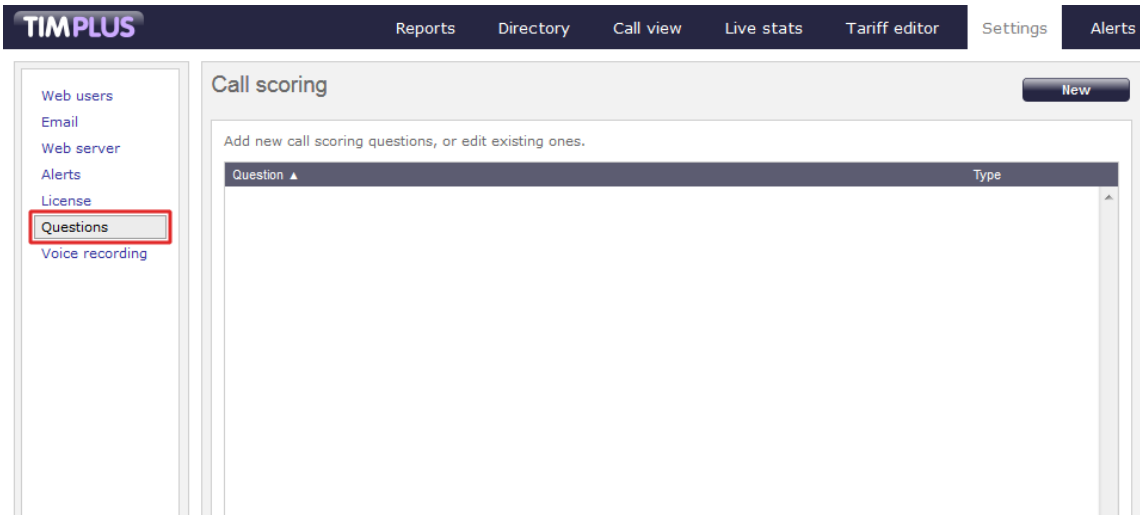 TIMPLUS Reports Directory Call view Live stats Tariff editor Settings Alerts
Web users
Email
Web server
Alerts
License
Questions
Voice recording
Call scoring
New
Add new call scoring questions, or edit existing ones.
Question ▲ Type